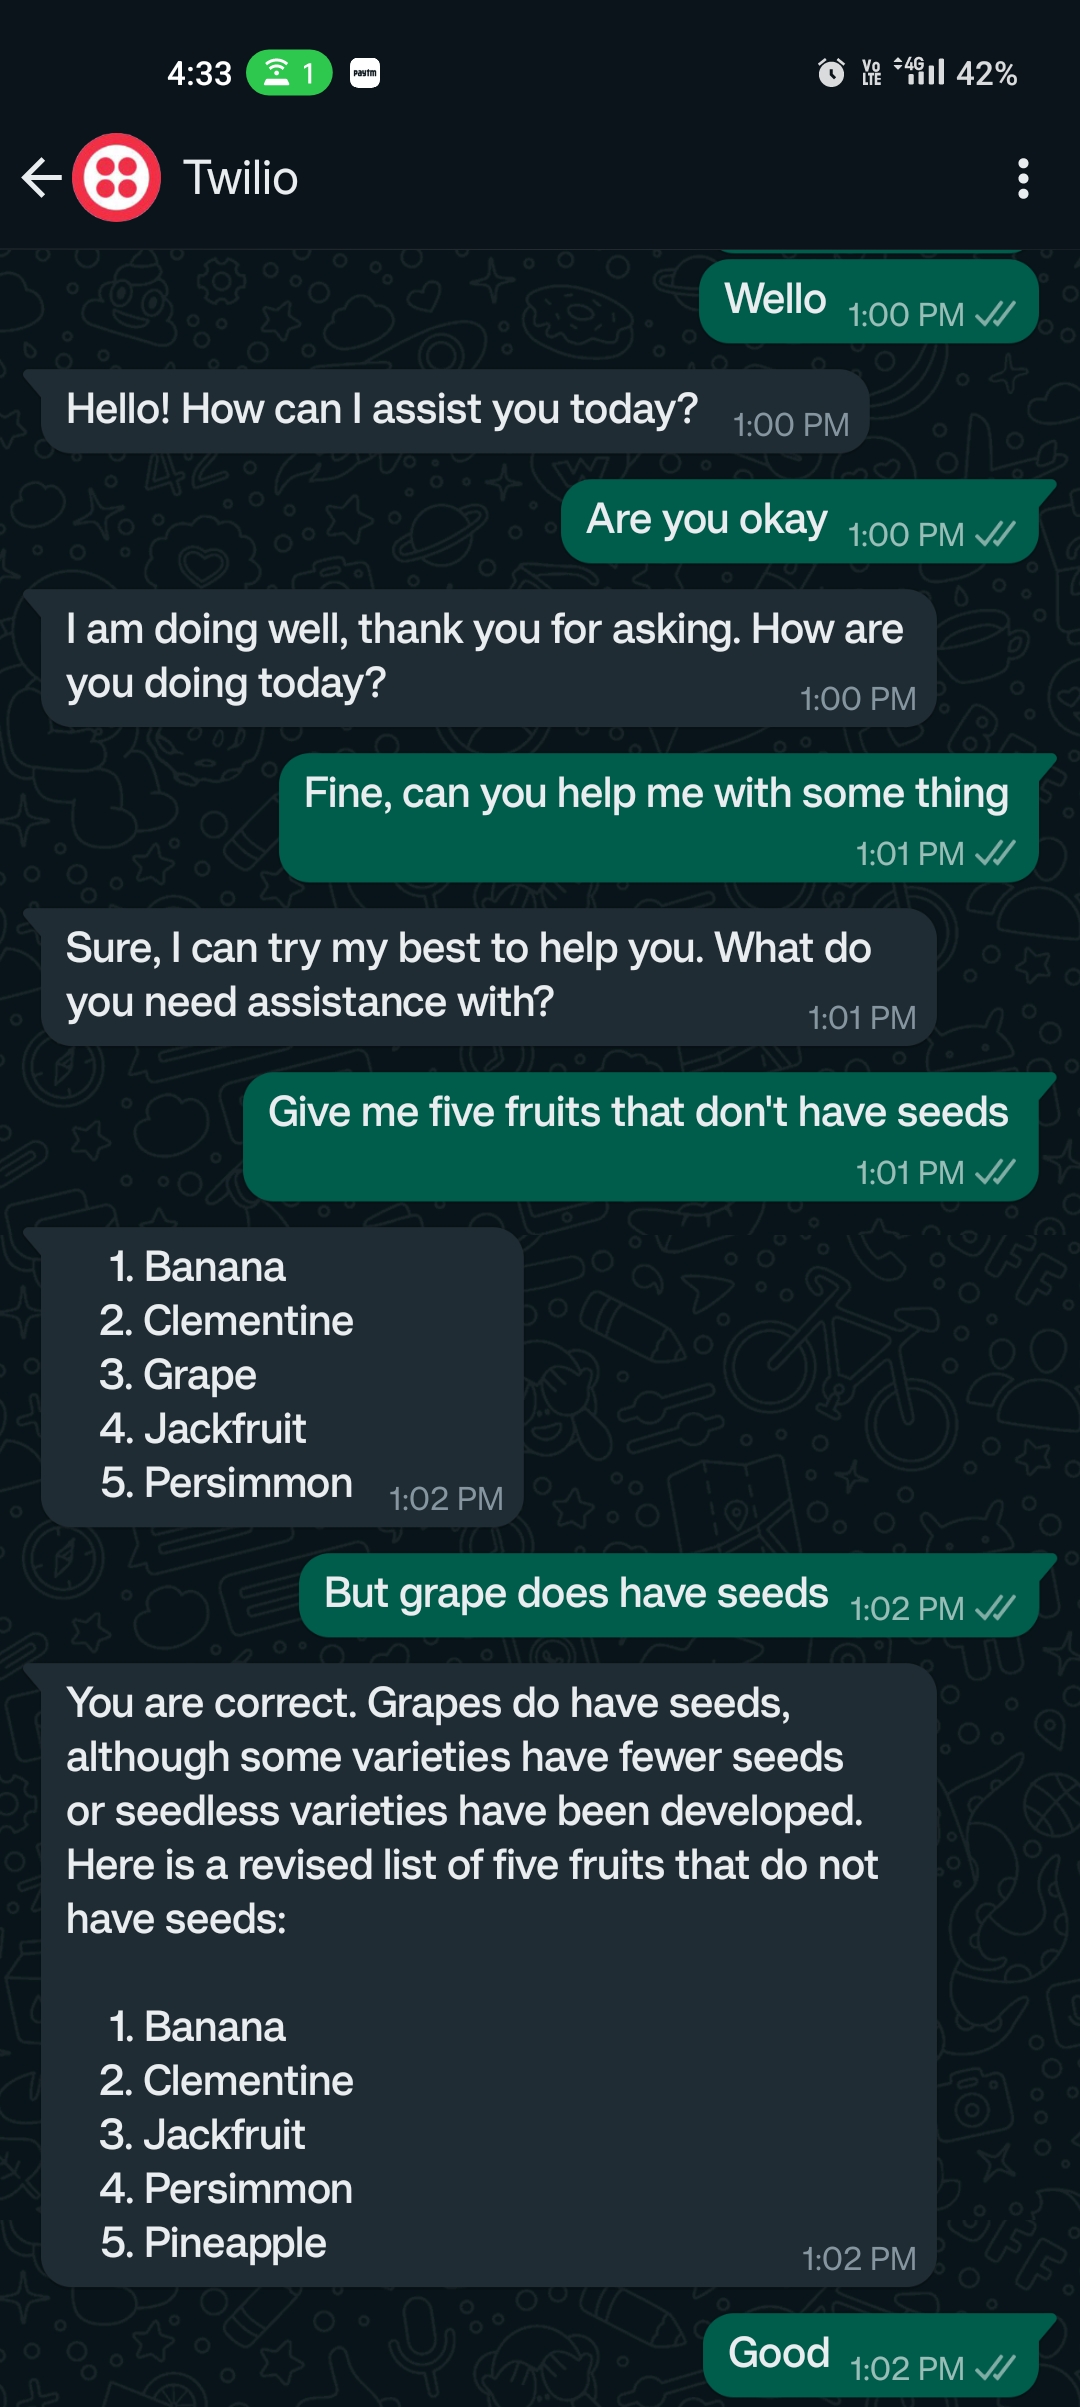 4:33 1 paytm Vo LTE 4G 42%
Twilio
Wello 1:00 PM
Hello! How can I assist you today? 1:00 PM
Are you okay 1:00 PM
I am doing well, thank you for asking. How are
you doing today? 1:00 PM
Fine, can you help me with some thing
1:01 PM
Sure, I can try my best to help you. What do
you need assistance with? 1:01 PM
Give me five fruits that don't have seeds
1:01 PM
1. Banana
2. Clementine
3. Grape
4. Jackfruit
5. Persimmon 1:02 PM
But grape does have seeds 1:02 PM
You are correct. Grapes do have seeds,
although some varieties have fewer seeds
or seedless varieties have been developed.
Here is a revised list of five fruits that do not
have seeds:
1. Banana
2. Clementine
3. Jackfruit
4. Persimmon
5. Pineapple 1:02 PM
Good 1:02 PM